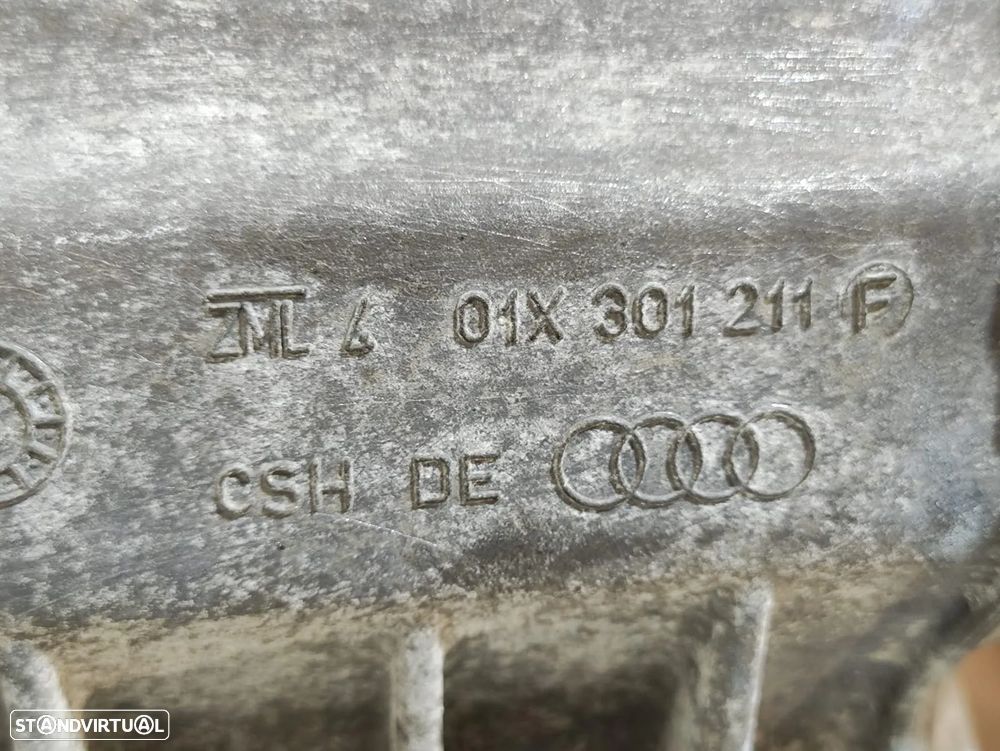 ZML 4 01X 301 211 F
CSH DE
STANDVIRTUAL